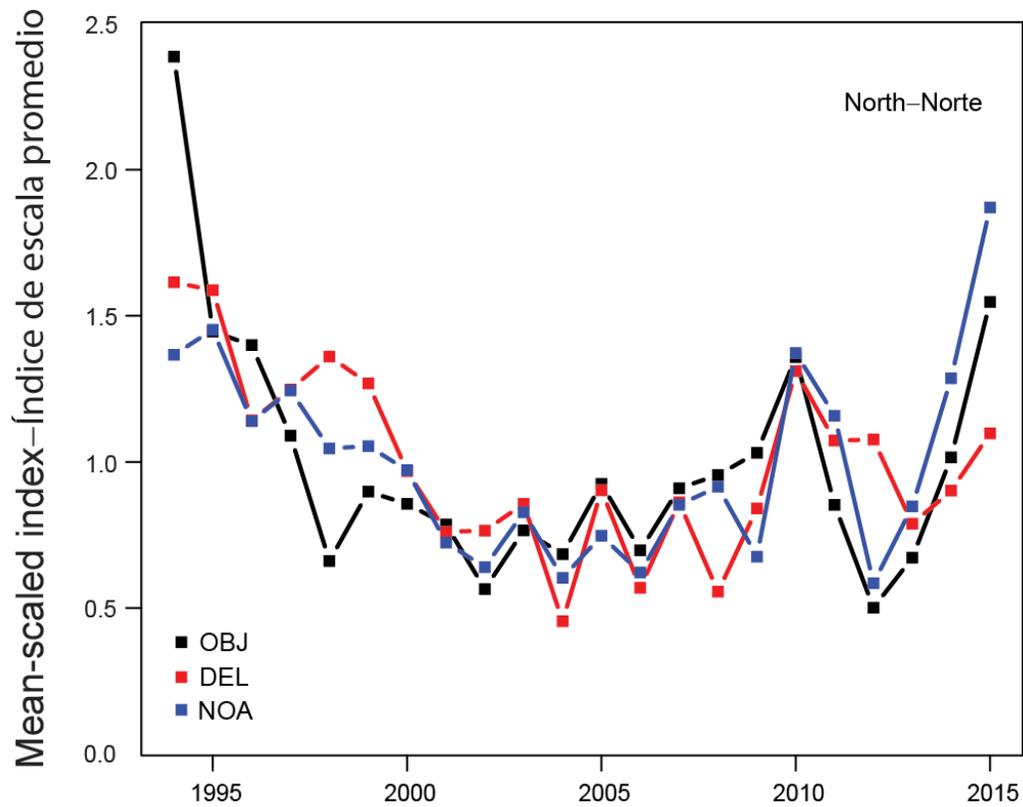 Mean-scaled index–Índice de escala promedio
2.5
2.0
1.5
1.0
0.5
0.0
North–Norte
OBJ
DEL
NOA
1995
2000
2005
2010
2015